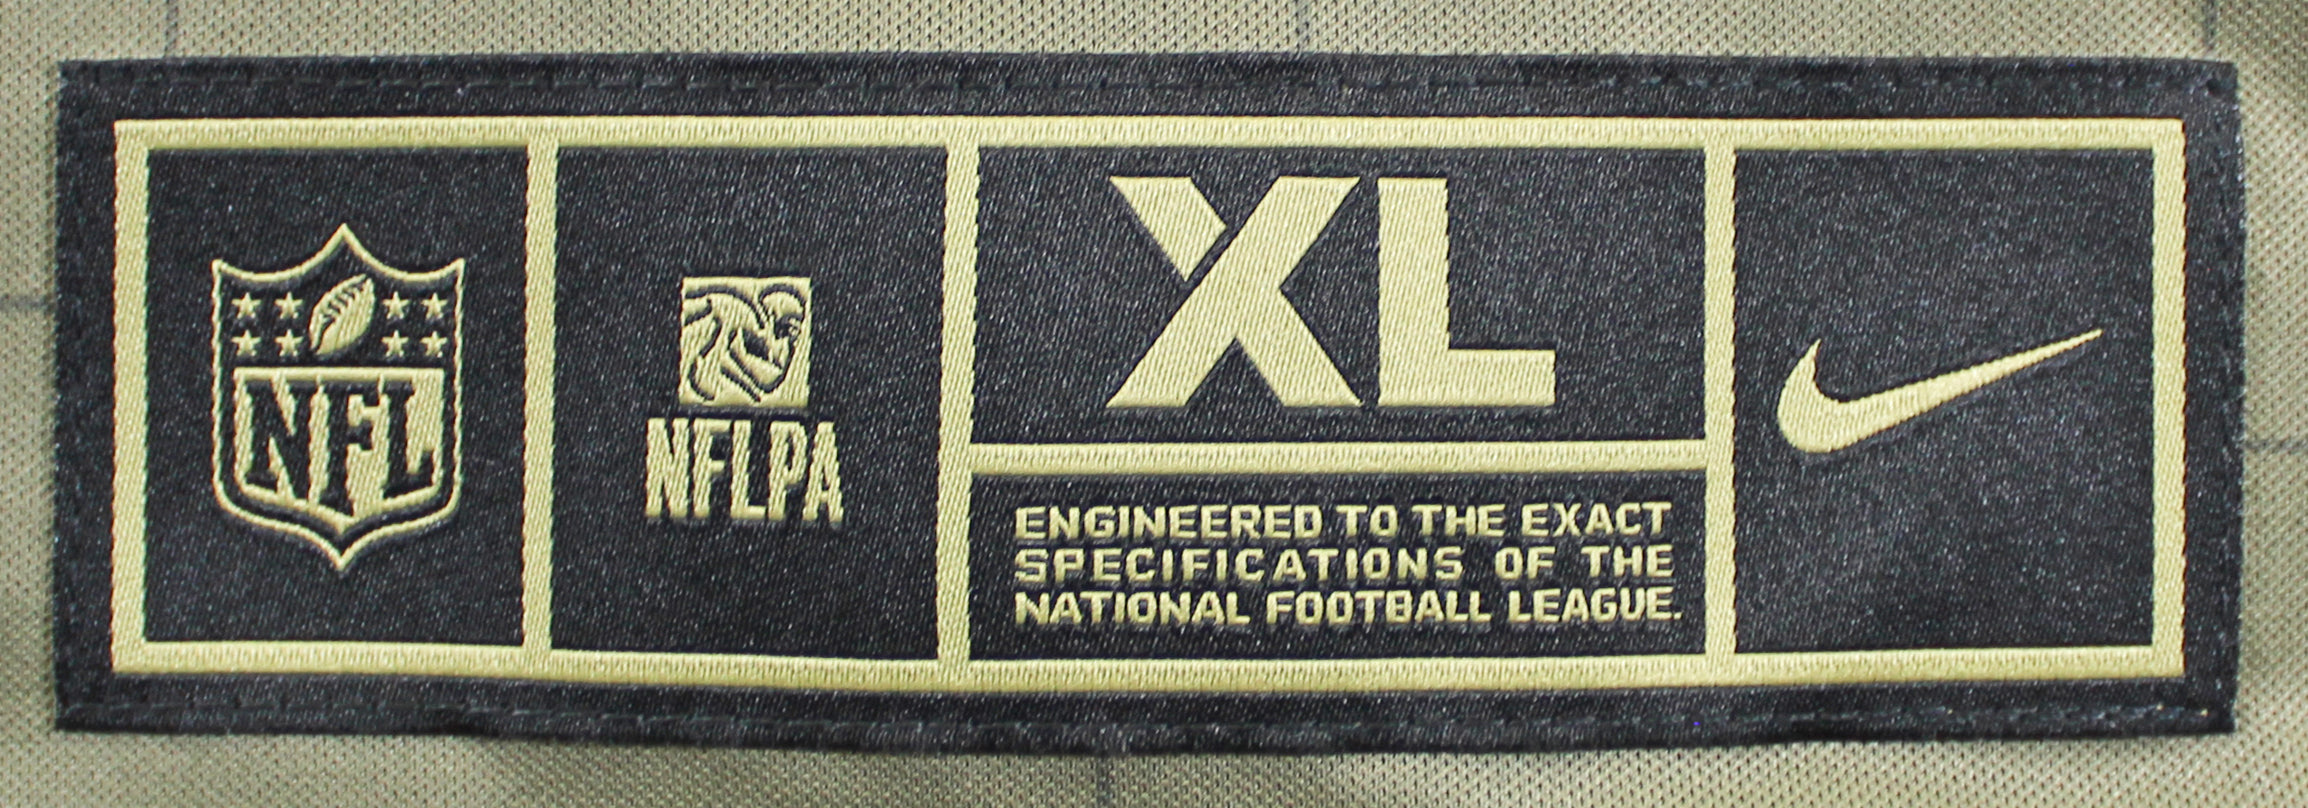 NFL
NFLPA
XL
ENGINEERED TO THE EXACT
SPECIFICATIONS OF THE
NATIONAL FOOTBALL LEAGUE.